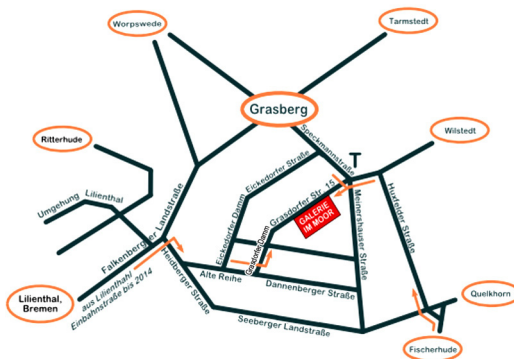 Worpswede
Tarmstedt
Grasberg
Ritterhude
Wilstedt
Speckmannstraße
T
Eickedorfer Straße
Umgehung Lilienthal
Grasdorfer Str. 15
GALERIE
IM MOOR
Meinershauser Straße
Huxfelder Straße
Falkenberger Landstraße
Eickedorfer Damm
Grasdorfer Damm
Heidberger Straße
Alte Reihe
Dannenberger Straße
Lilienthal,
Bremen
aus Lilienthahl
Einbahnstraße bis 2014
Seeberger Landstraße
Quelkhorn
Fischerhude